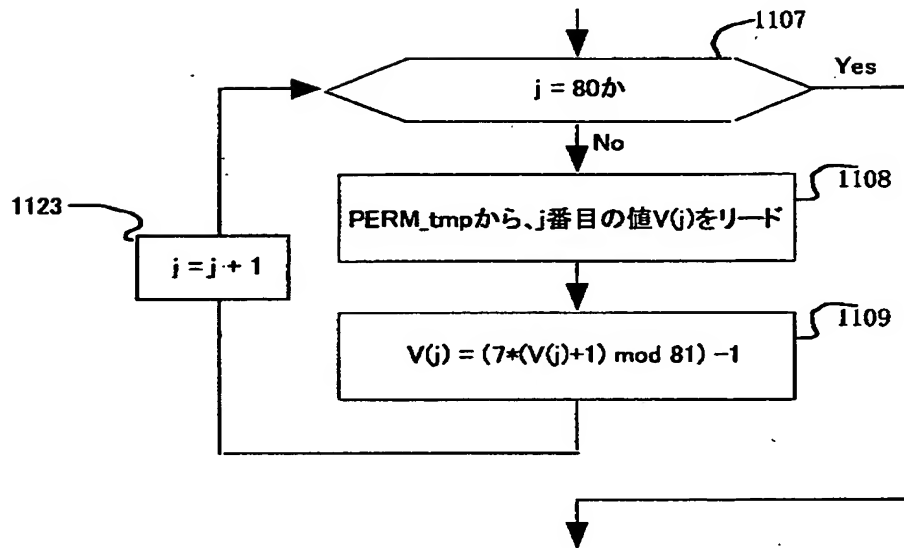 1107
Yes
j = 80か
No
1108
PERM_tmpから、j番目の値V(j)をリード
1123
j = j + 1
1109
V(j) = (7*(V(j)+1) mod 81) -1